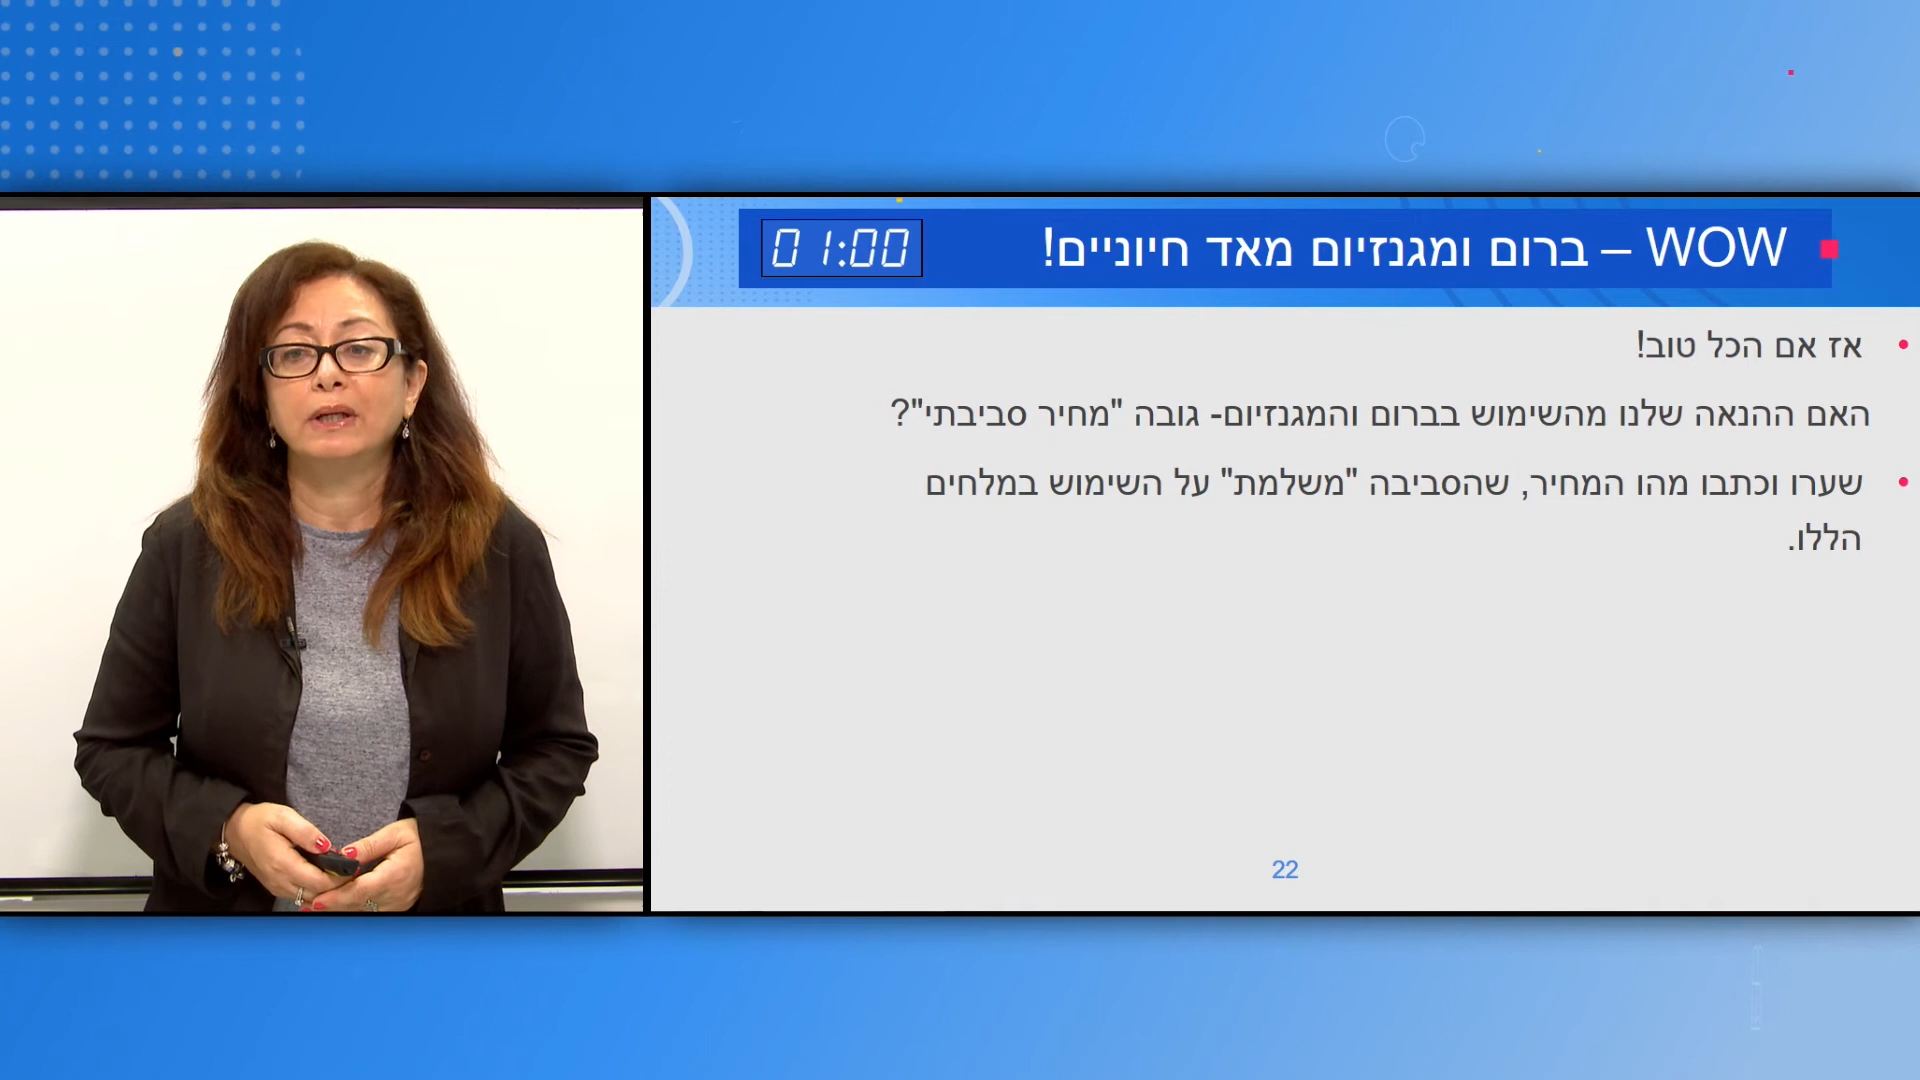 WOW – ברום ומגנזיום מאד חיוניים!
01:00
אז אם הכל טוב!
האם ההנאה שלנו מהשימוש בברום והמגנזיום- גובה "מחיר סביבתי"?
שערו וכתבו מהו המחיר, שהסביבה "משלמת" על השימוש במלחים
הללו.
22